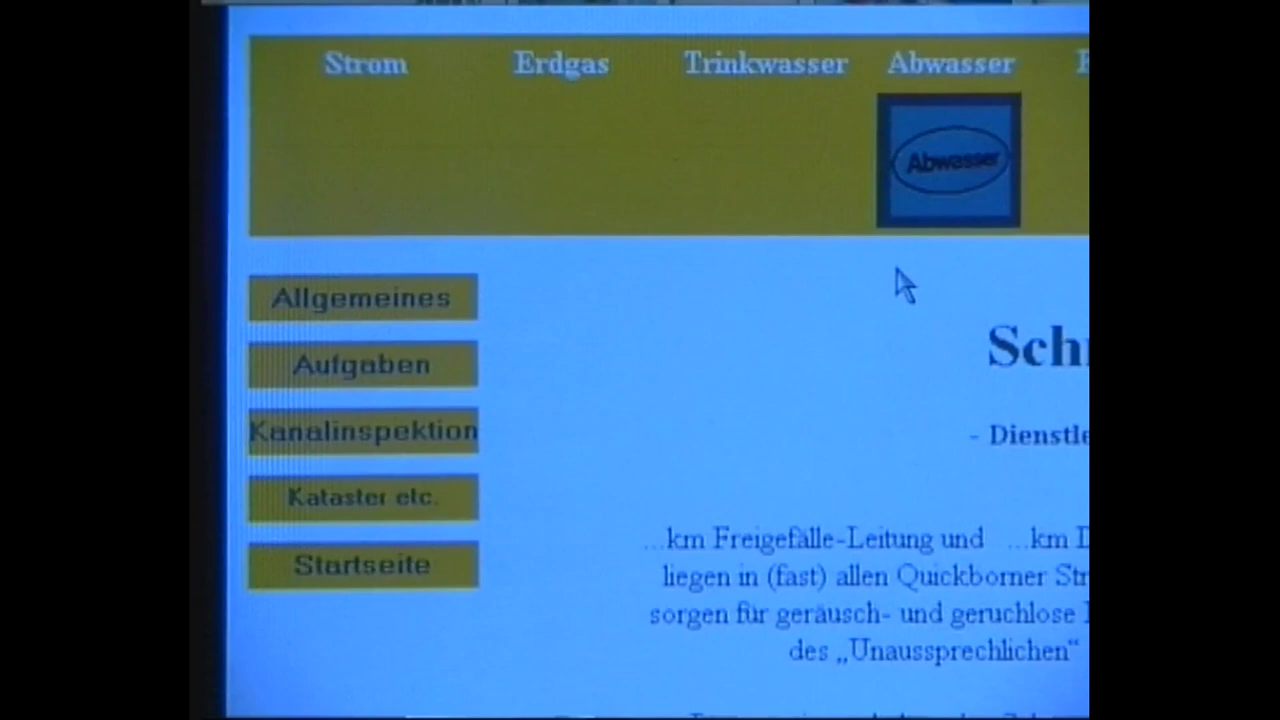 Strom Erdgas Trinkwasser Abwasser
Abwasser
Allgemeines
Aufgaben
Kanalinspektion
Kataster etc.
Startseite
Sch
- Dienstle
...km Freigefälle-Leitung und ...km D
liegen in (fast) allen Quickborner Str
sorgen für geräusch- und geruchlose
des „Unaussprechlichen“